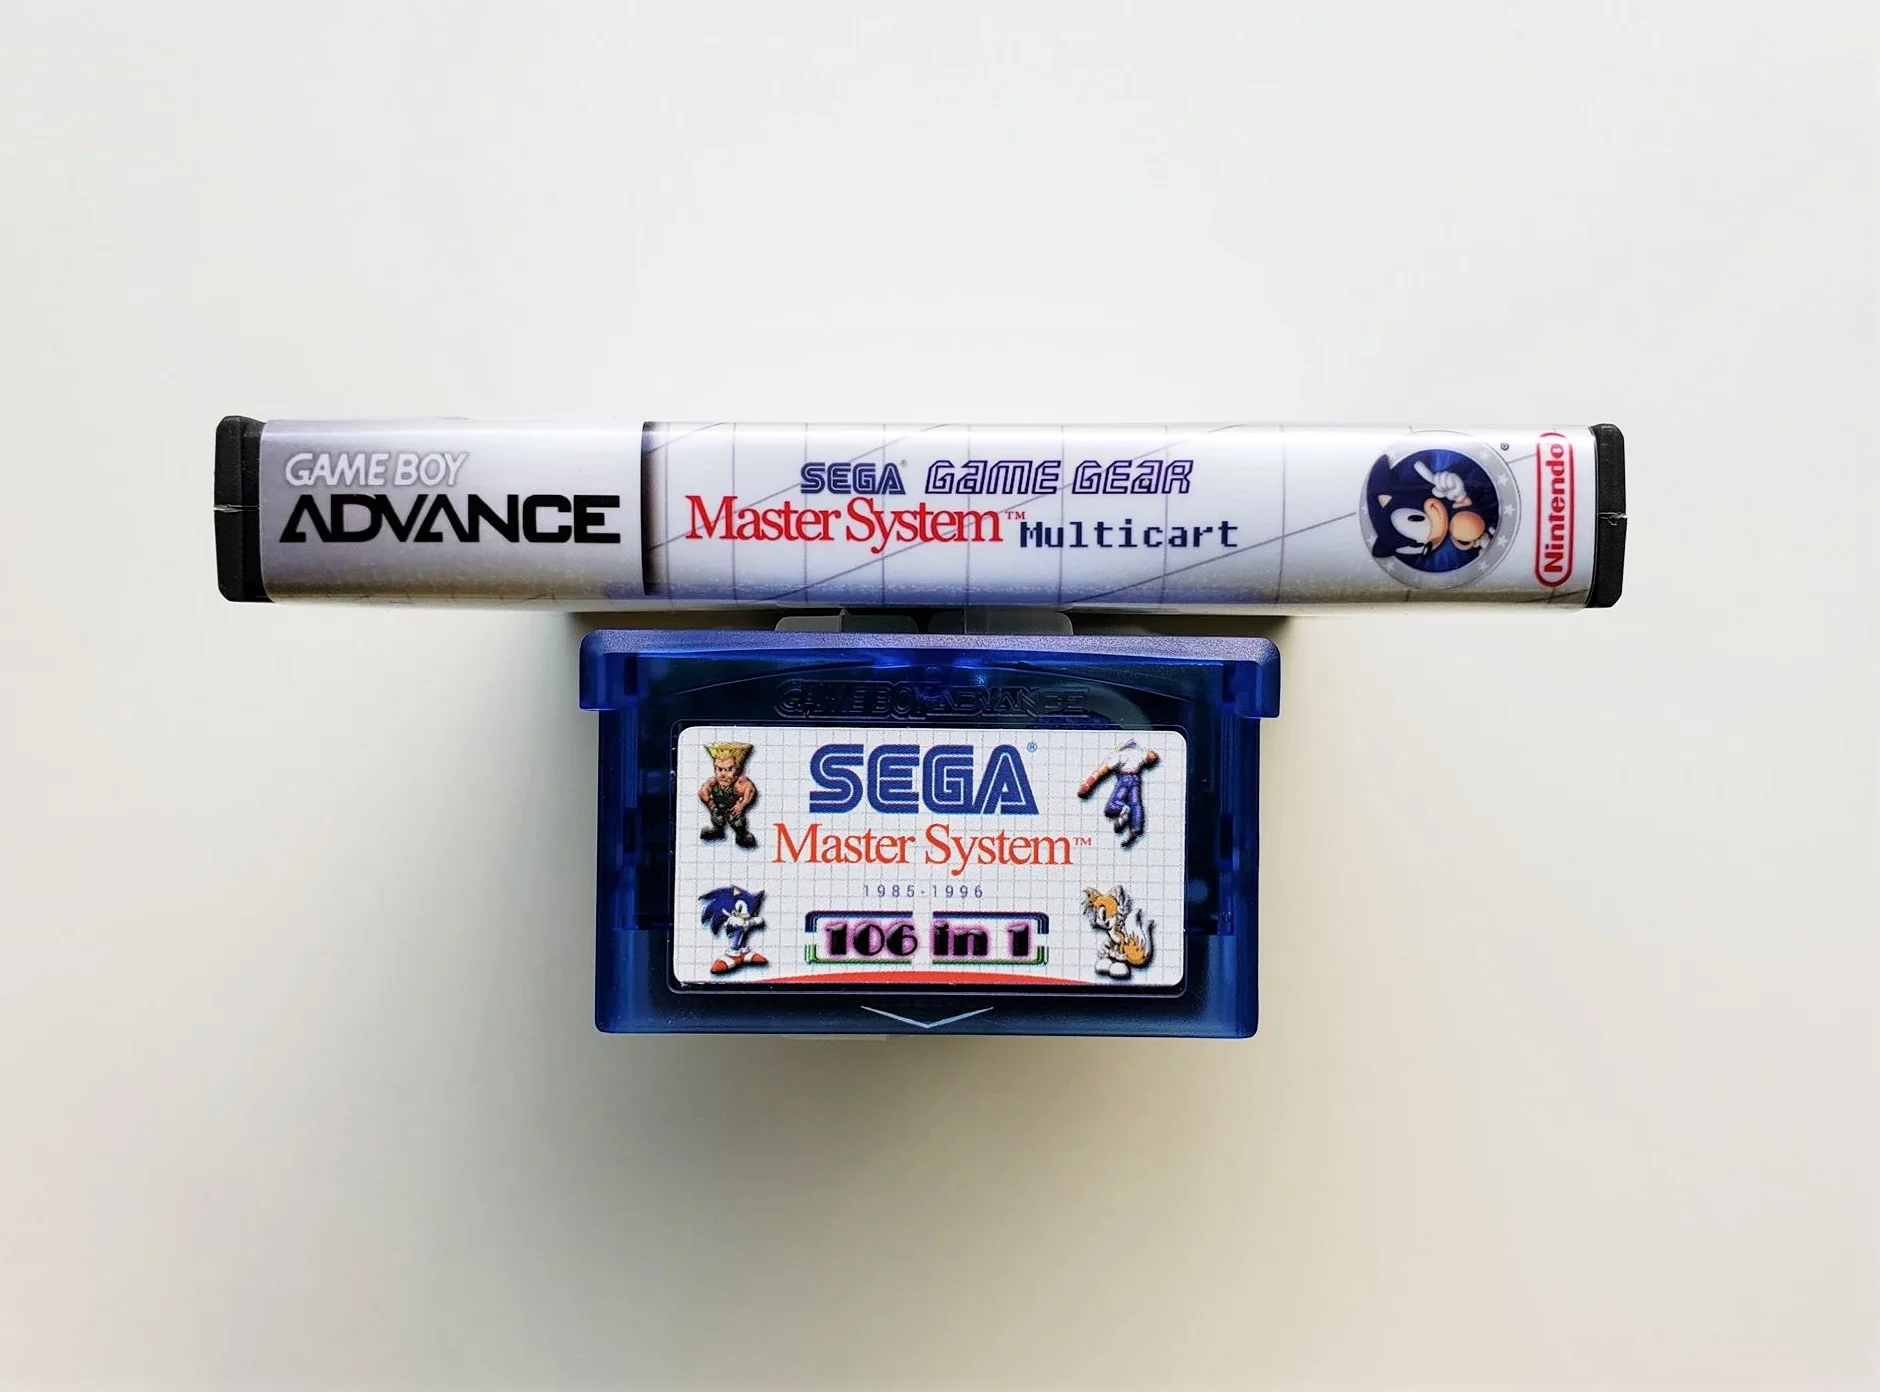 GAME BOY
ADVANCE
SEGA® GAME GEAR
Master System™ Multicart
Nintendo®
GAME BOY ADVANCE
SEGA®
Master System™
1985-1996
106 in 1